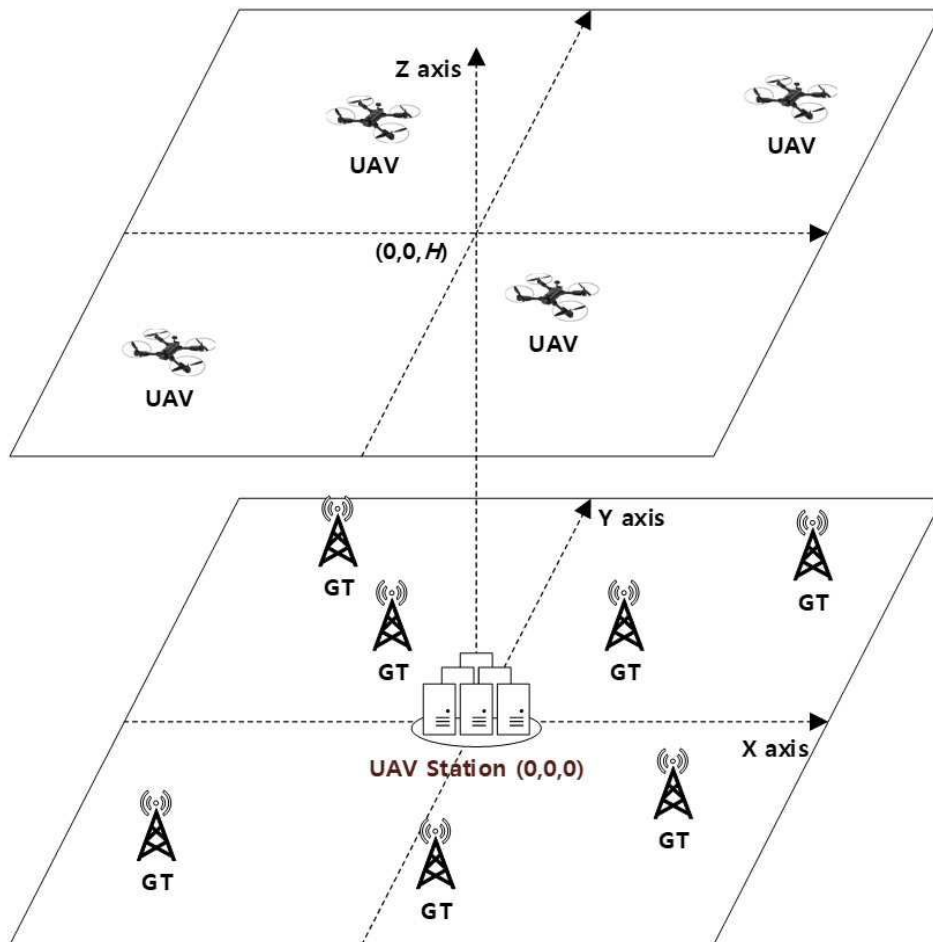 Z axis
UAV
UAV
(0,0,H)
UAV
UAV
Y axis
GT
GT
GT
GT
X axis
UAV Station (0,0,0)
GT
GT
GT